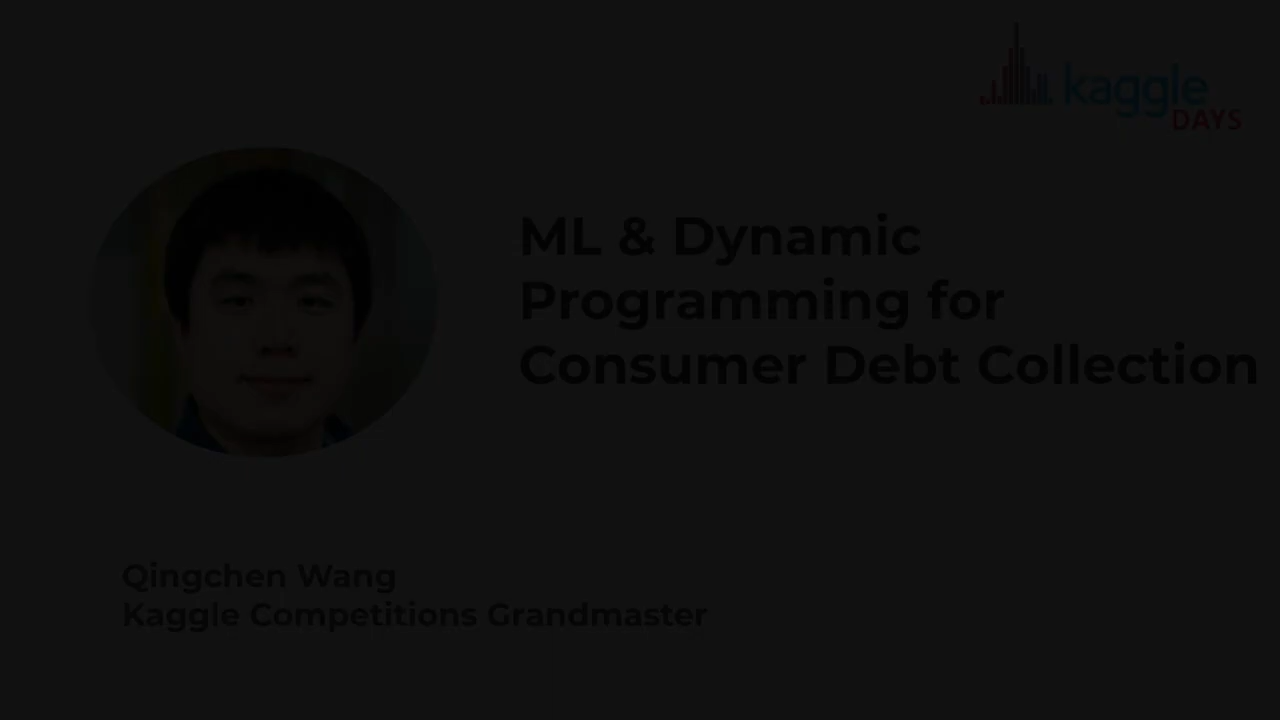 kaggle
DAYS
ML & Dynamic
Programming for
Consumer Debt Collection
Qingchen Wang
Kaggle Competitions Grandmaster